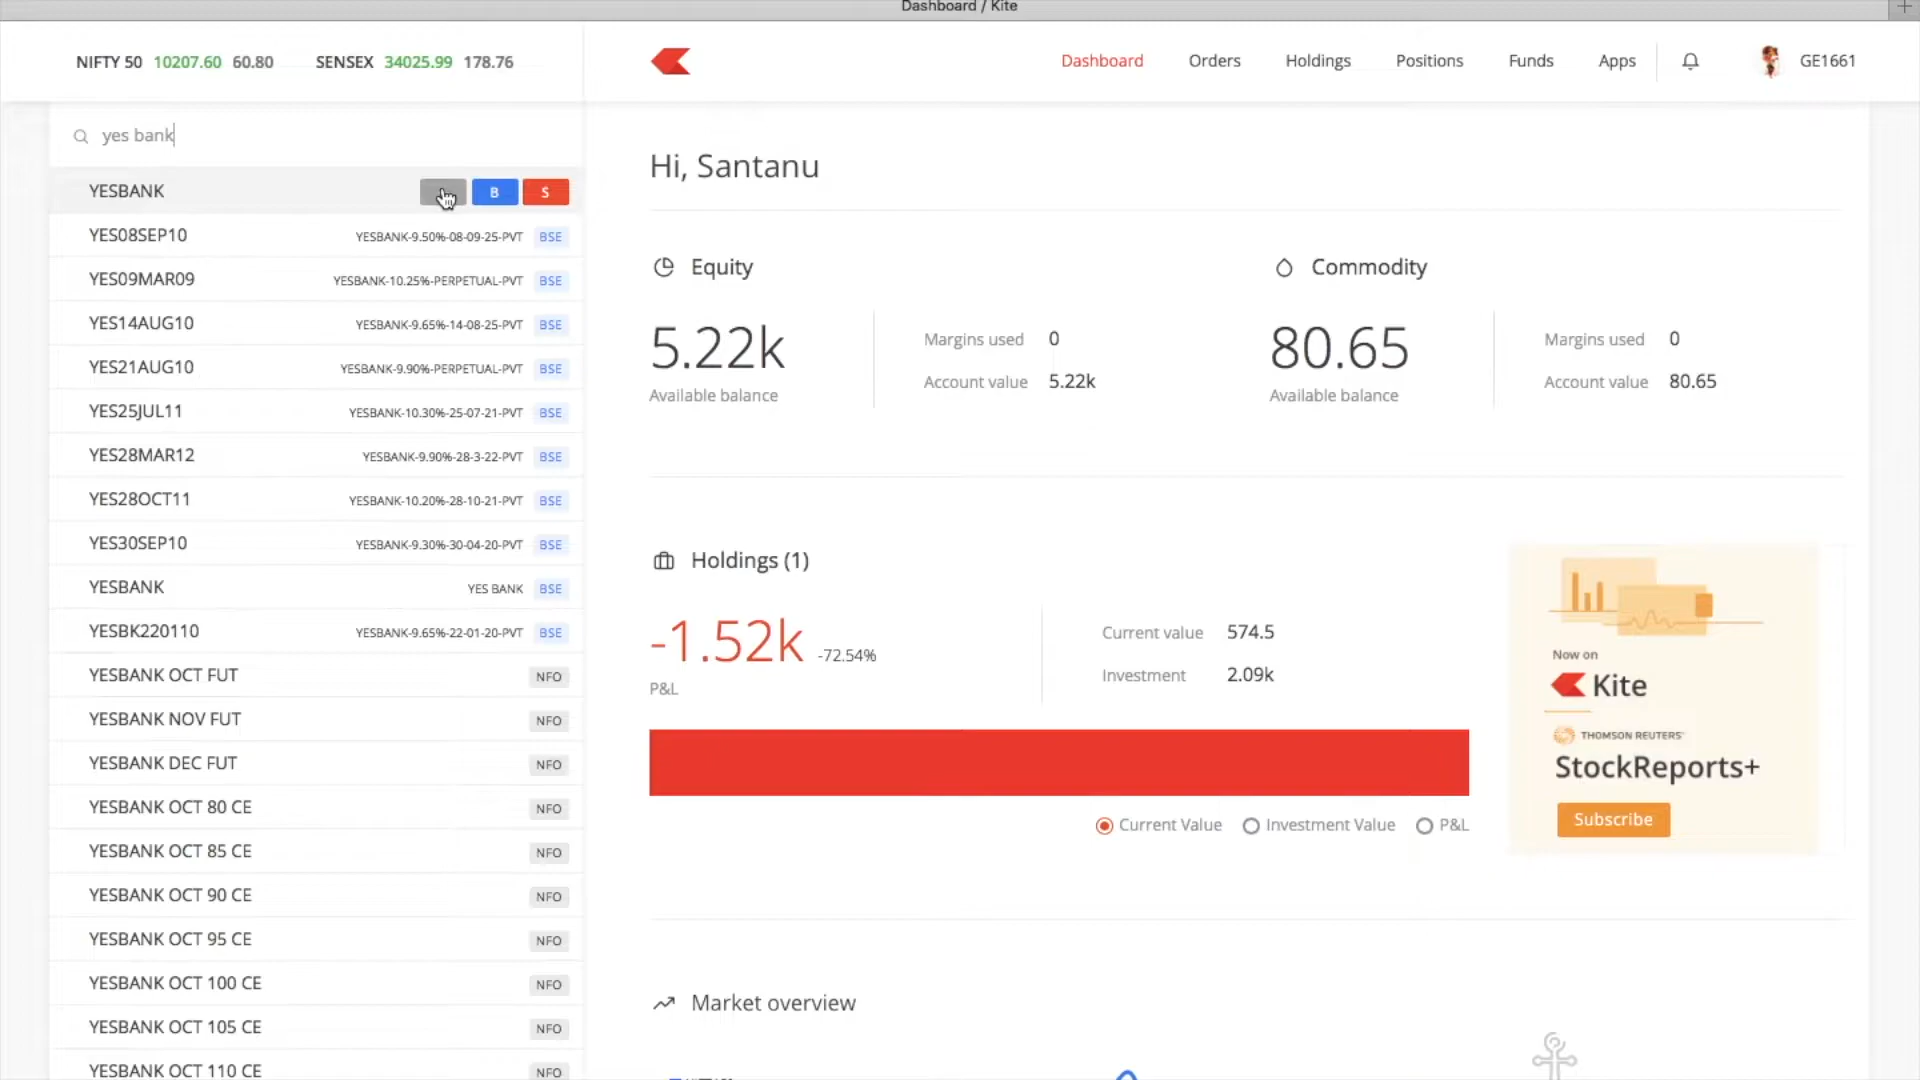 Dashboard / Kite
NIFTY 50 10207.60 60.80 SENSEX 34025.99 178.76
Dashboard Orders Holdings Positions Funds Apps GE1661
yes bank
YESBANK B S
YES08SEP10 YESBANK-9.50%-08-09-25-PVT BSE
YES09MAR09 YESBANK-10.25%-PERPETUAL-PVT BSE
YES14AUG10 YESBANK-9.65%-14-08-25-PVT BSE
YES21AUG10 YESBANK-9.90%-PERPETUAL-PVT BSE
YES25JUL11 YESBANK-10.30%-25-07-21-PVT BSE
YES28MAR12 YESBANK-9.90%-28-3-22-PVT BSE
YES28OCT11 YESBANK-10.20%-28-10-21-PVT BSE
YES30SEP10 YESBANK-9.30%-30-04-20-PVT BSE
YESBANK YES BANK BSE
YESBK220110 YESBANK-9.65%-22-01-20-PVT BSE
YESBANK OCT FUT NFO
YESBANK NOV FUT NFO
YESBANK DEC FUT NFO
YESBANK OCT 80 CE NFO
YESBANK OCT 85 CE NFO
YESBANK OCT 90 CE NFO
YESBANK OCT 95 CE NFO
YESBANK OCT 100 CE NFO
YESBANK OCT 105 CE NFO
YESBANK OCT 110 CE NFO
Hi, Santanu
Equity
5.22k
Available balance
Margins used 0
Account value 5.22k
Commodity
80.65
Available balance
Margins used 0
Account value 80.65
Holdings (1)
-1.52k -72.54%
P&L
Current value 574.5
Investment 2.09k
Current Value Investment Value P&L
Now on
Kite
THOMSON REUTERS
StockReports+
Subscribe
Market overview